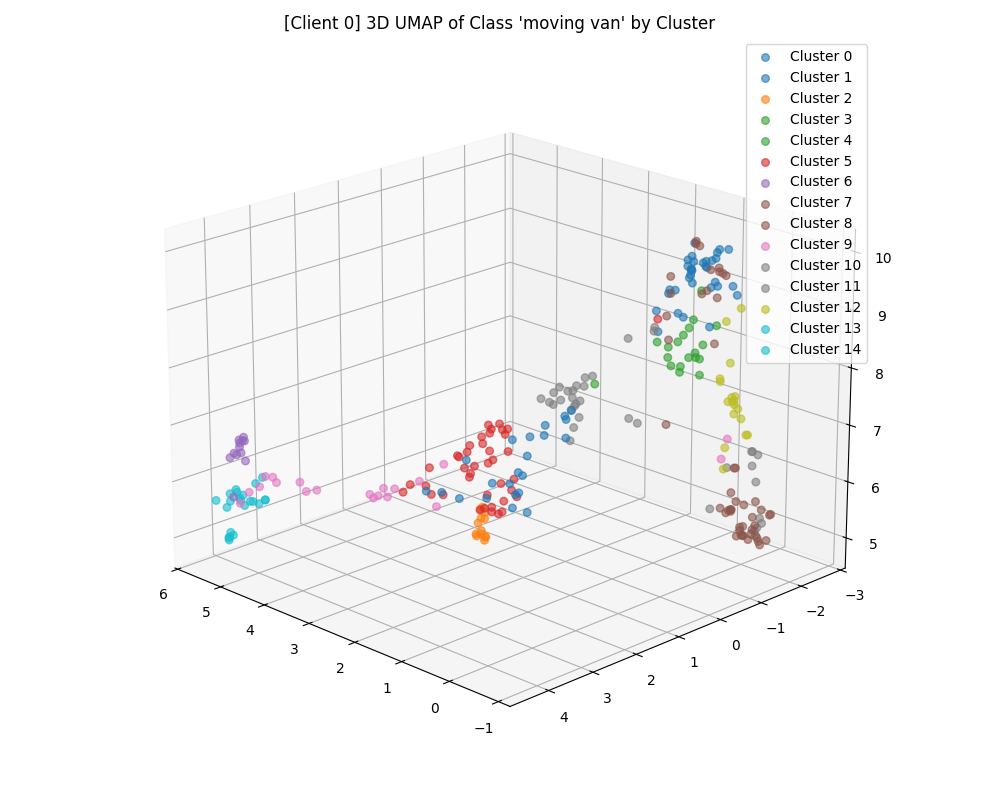 [Client 0] 3D UMAP of Class 'moving van' by Cluster
Cluster 0
Cluster 1
Cluster 2
Cluster 3
Cluster 4
Cluster 5
Cluster 6
Cluster 7
Cluster 8
Cluster 9
Cluster 10
Cluster 11
Cluster 12
Cluster 13
Cluster 14
10
9
8
7
6
5
6
5
4
3
2
1
0
−1
4
3
2
1
0
−1
−2
−3